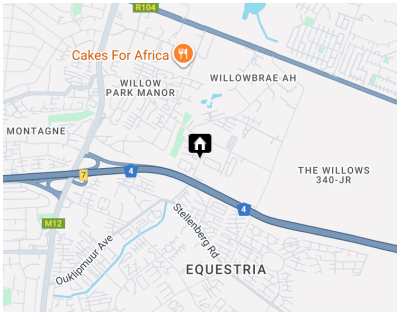 R104
Cakes For Africa
WILLOW
PARK MANOR
WILLOWBRAE AH
MONTAGNE
THE WILLOWS
340-JR
7
4
4
M12
Stellenberg Rd
Ouklipmuur Ave
EQUESTRIA